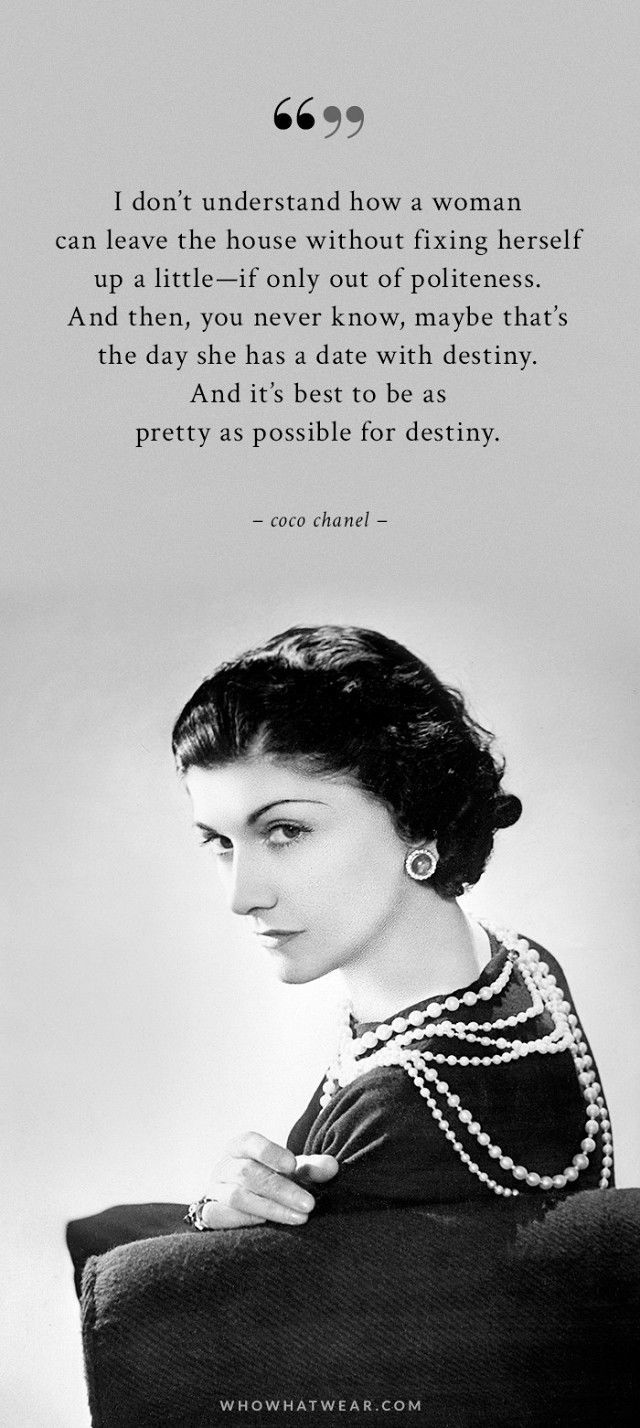 I don’t understand how a woman
can leave the house without fixing herself
up a little—if only out of politeness.
And then, you never know, maybe that’s
the day she has a date with destiny.
And it’s best to be as
pretty as possible for destiny.
– coco chanel –
WHOWHATWEAR.COM